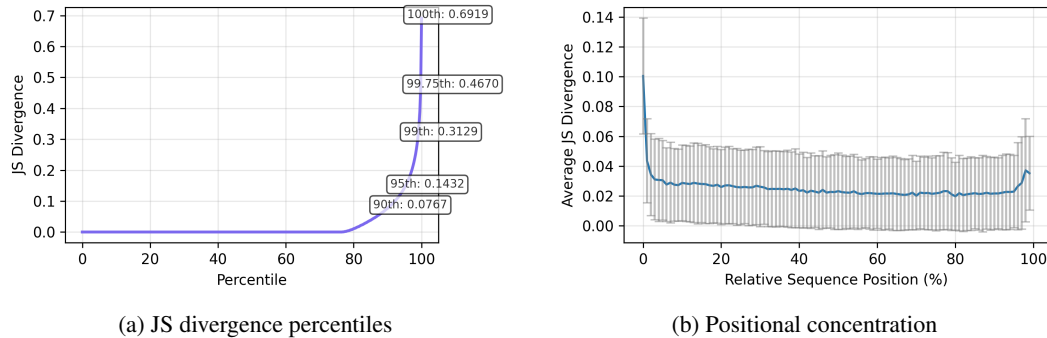 0.7
0.6
0.5
0.4
0.3
0.2
0.1
0.0
JS Divergence
100th: 0.6919
99.75th: 0.4670
99th: 0.3129
95th: 0.1432
90th: 0.0767
0 20 40 60 80 100
Percentile
(a) JS divergence percentiles
0.14
0.12
0.10
0.08
0.06
0.04
0.02
0.00
Average JS Divergence
0 20 40 60 80 100
Relative Sequence Position (%)
(b) Positional concentration